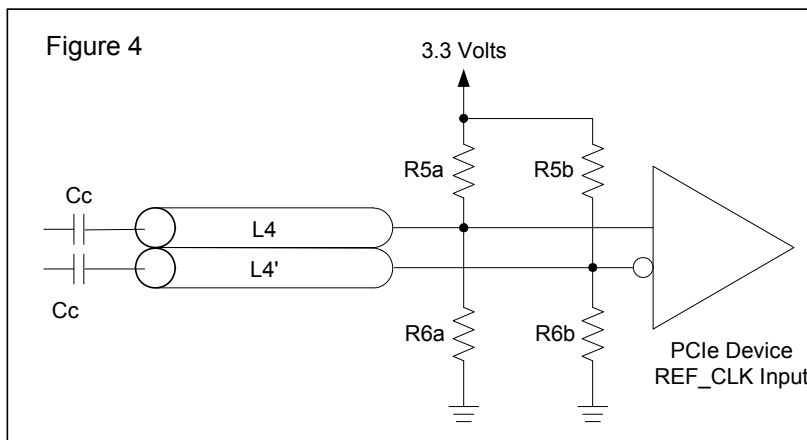 Figure 4
3.3 Volts
R5a
R5b
Cc
L4
L4'
Cc
R6a
R6b
PCIe Device
REF_CLK Input